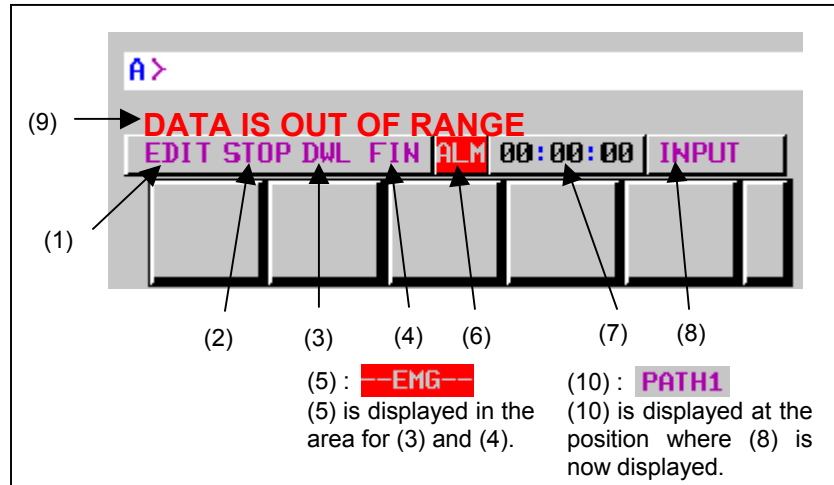 A>
(9)
DATA IS OUT OF RANGE
EDIT STOP DWL FIN ALM 00:00:00 INPUT
(1)
(2) (3) (4) (6) (7) (8)
(5) : --EMG--
(5) is displayed in the
area for (3) and (4).
(10) : PATH1
(10) is displayed at the
position where (8) is
now displayed.